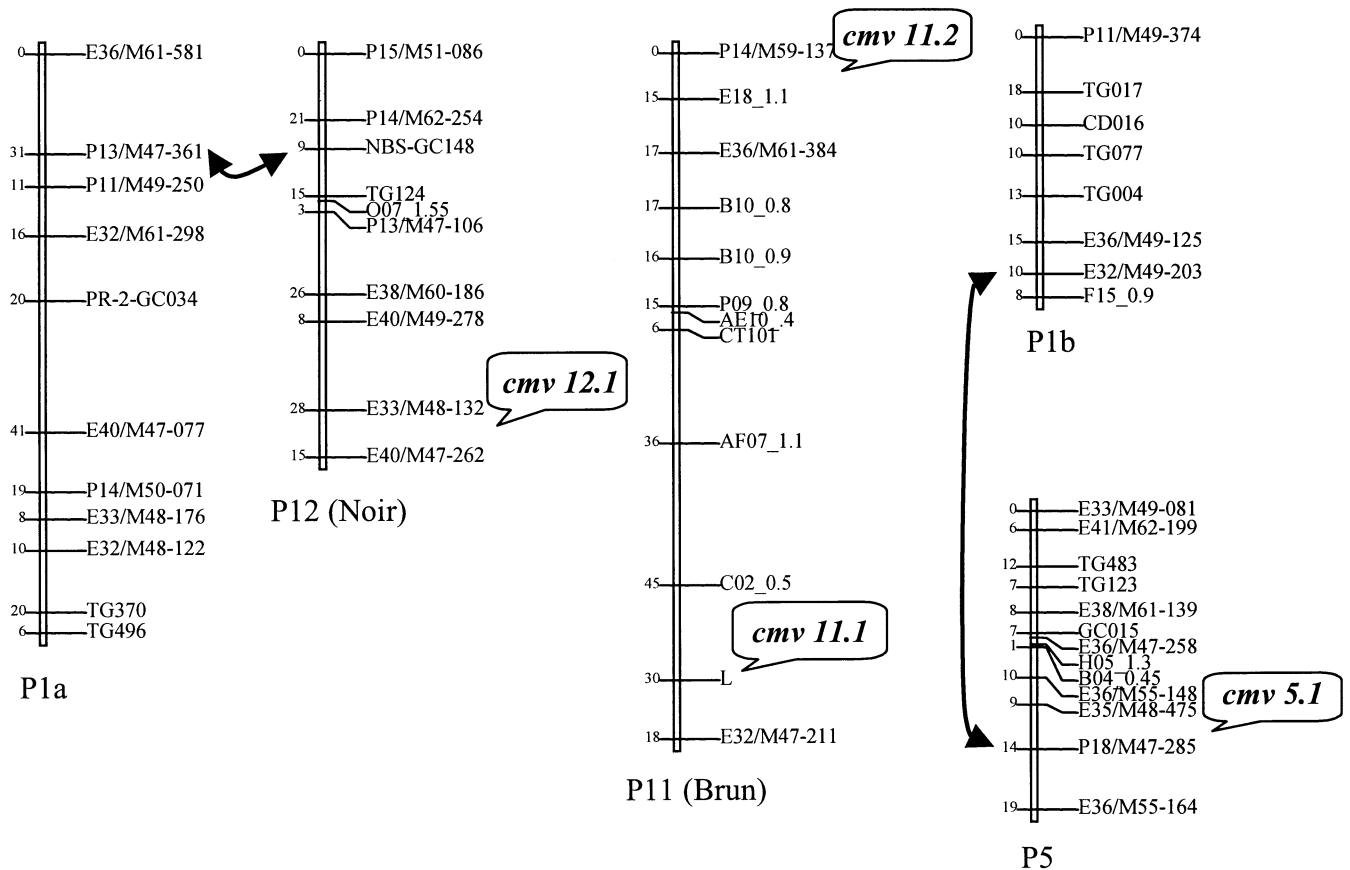 0 E36/M61-581
31 P13/M47-361
11 P11/M49-250
16 E32/M61-298
20 PR-2-GC034
41 E40/M47-077
19 P14/M50-071
8 E33/M48-176
10 E32/M48-122
20 TG370
6 TG496
P1a
0 P15/M51-086
21 P14/M62-254
9 NBS-GC148
15 TG124
O07_1.55
3 P13/M47-106
26 E38/M60-186
8 E40/M49-278
28 E33/M48-132
15 E40/M47-262
cmv 12.1
P12 (Noir)
0 P14/M59-137
15 E18_1.1
17 E36/M61-384
17 B10_0.8
16 B10_0.9
15 P09_0.8
AE10_.4
6 CT101
36 AF07_1.1
45 C02_0.5
30 L
18 E32/M47-211
cmv 11.2
cmv 11.1
P11 (Brun)
0 P11/M49-374
18 TG017
10 CD016
10 TG077
13 TG004
15 E36/M49-125
10 E32/M49-203
8 F15_0.9
P1b
0 E33/M49-081
6 E41/M62-199
12 TG483
7 TG123
8 E38/M61-139
7 GC015
E36/M47-258
H05_1.3
1 B04_0.45
10 E36/M55-148
9 E35/M48-475
14 P18/M47-285
19 E36/M55-164
cmv 5.1
P5